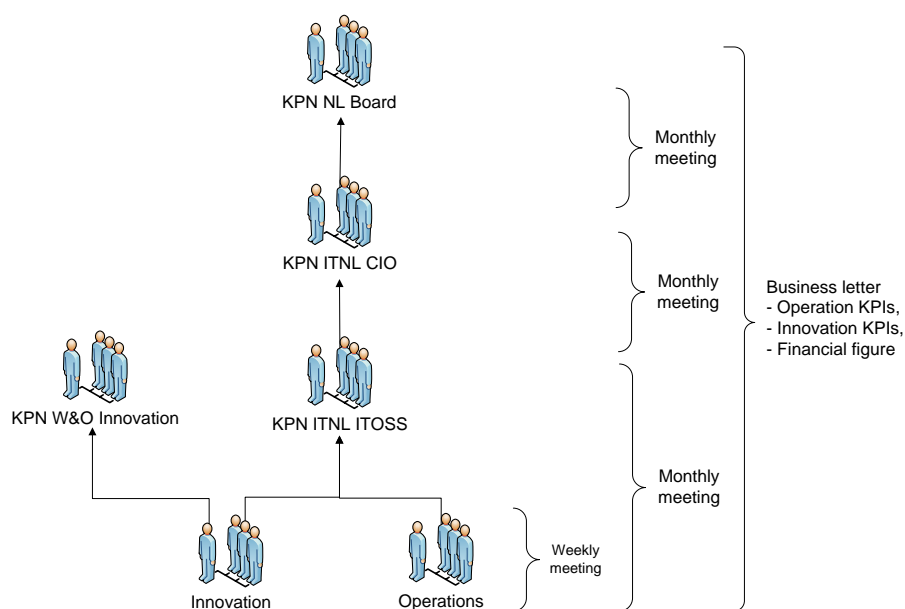 KPN NL Board
Monthly
meeting
KPN ITNL CIO
Monthly
meeting
Business letter
- Operation KPIs,
- Innovation KPIs,
- Financial figure
KPN W&O Innovation
KPN ITNL ITOSS
Monthly
meeting
Weekly
meeting
Innovation
Operations